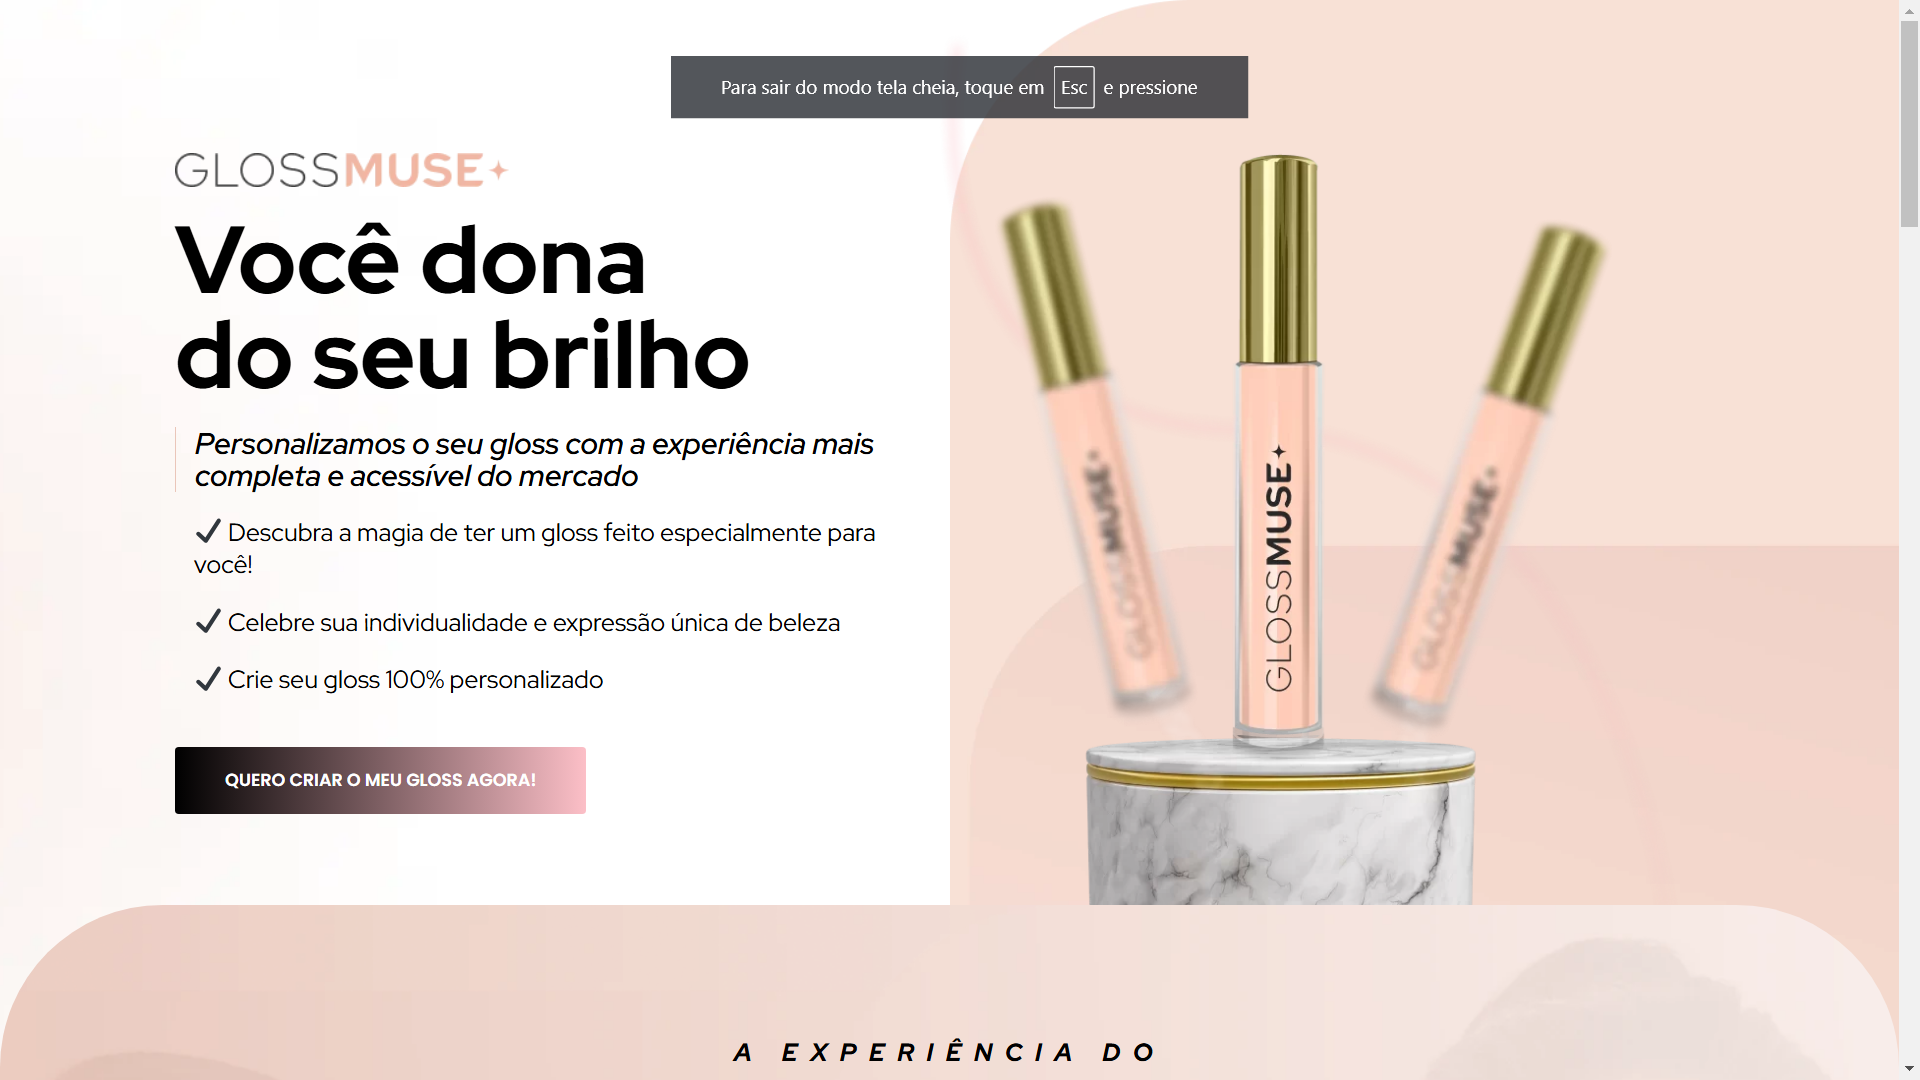 Para sair do modo tela cheia, toque em Esc e pressione
GLOSSMUSE
Você dona
do seu brilho
Personalizamos o seu gloss com a experiência mais
completa e acessível do mercado
✓ Descubra a magia de ter um gloss feito especialmente para
você!
✓ Celebre sua individualidade e expressão única de beleza
✓ Crie seu gloss 100% personalizado
QUERO CRIAR O MEU GLOSS AGORA!
GLOSSMUSE
GLOSSMUSE
GLOSSMUSE
A EXPERIÊNCIA DO